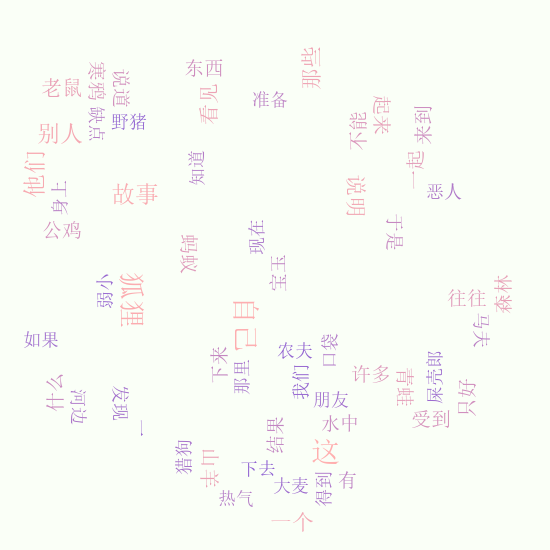 东西
那些
寒鸦
说道
老鼠
看见
准备
起来
来到
缺点
野猪
别人
不能
一起
他们
知道
身上
故事
说明
恶人
公鸡
于是
现在
蚂蚁
宝玉
小弱
狐狸
往往
森林
自己
马夫
如果
农夫
袋口
下来
那里
我们
许多
屎壳郎
什么
河边
发现
朋友
青蛙
只好
受到
水中
一
结果
猎狗
山羊
这
下去
大麦
得到
有
热气
一个